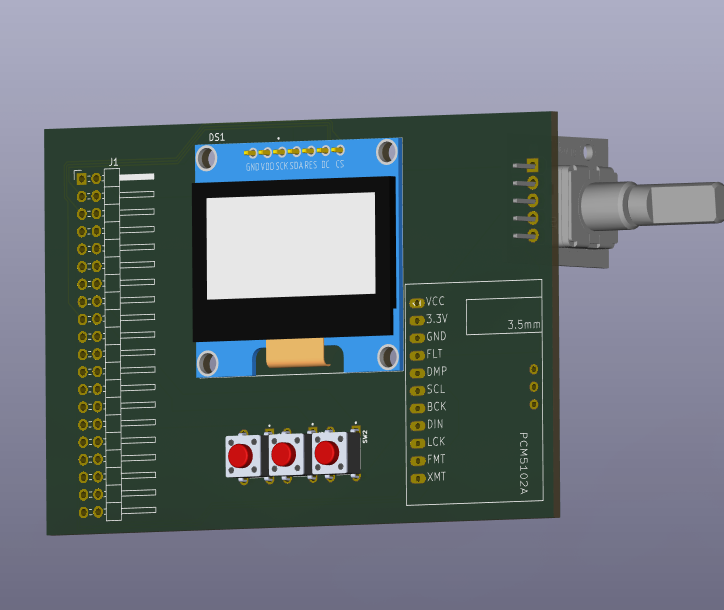 DS1
J1
GND VDD SCK SDA RES DC CS
VCC
3.3V
3.5mm
GND
FLT
DMP
SCL
BCK
DIN
LCK
FMT
XMT
PCM5102A
SW2